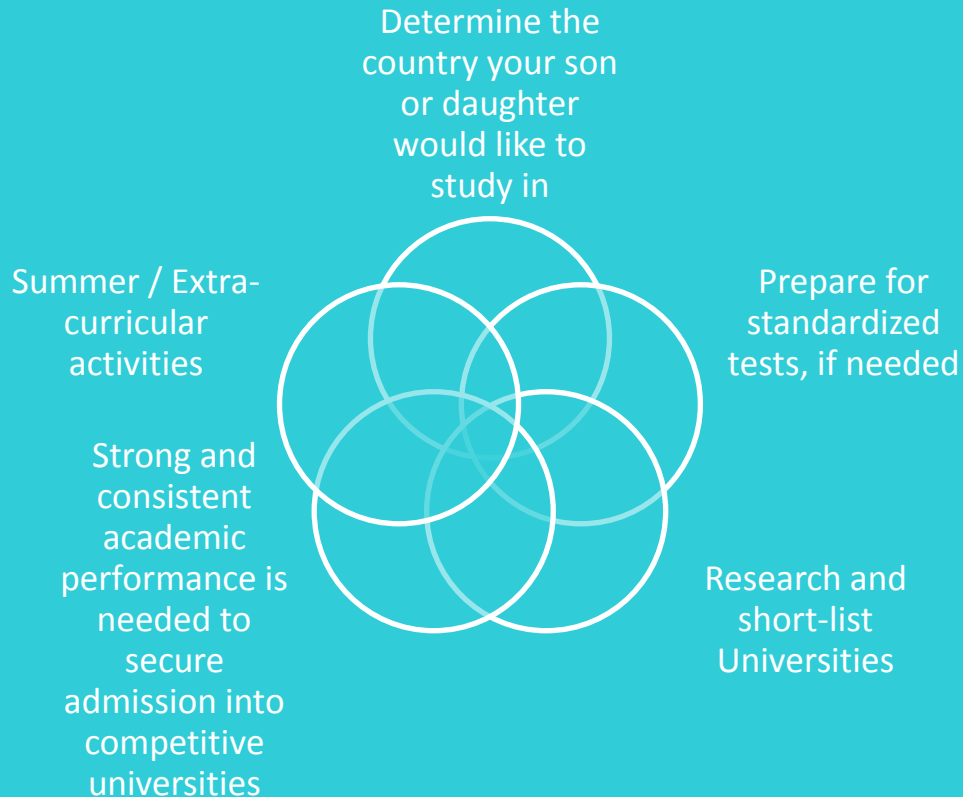 Determine the
country your son
or daughter
would like to
study in
Prepare for
standardized
tests, if needed
Research and
short-list
Universities
Strong and
consistent
academic
performance is
needed to
secure
admission into
competitive
universities
Summer / Extra-
curricular
activities